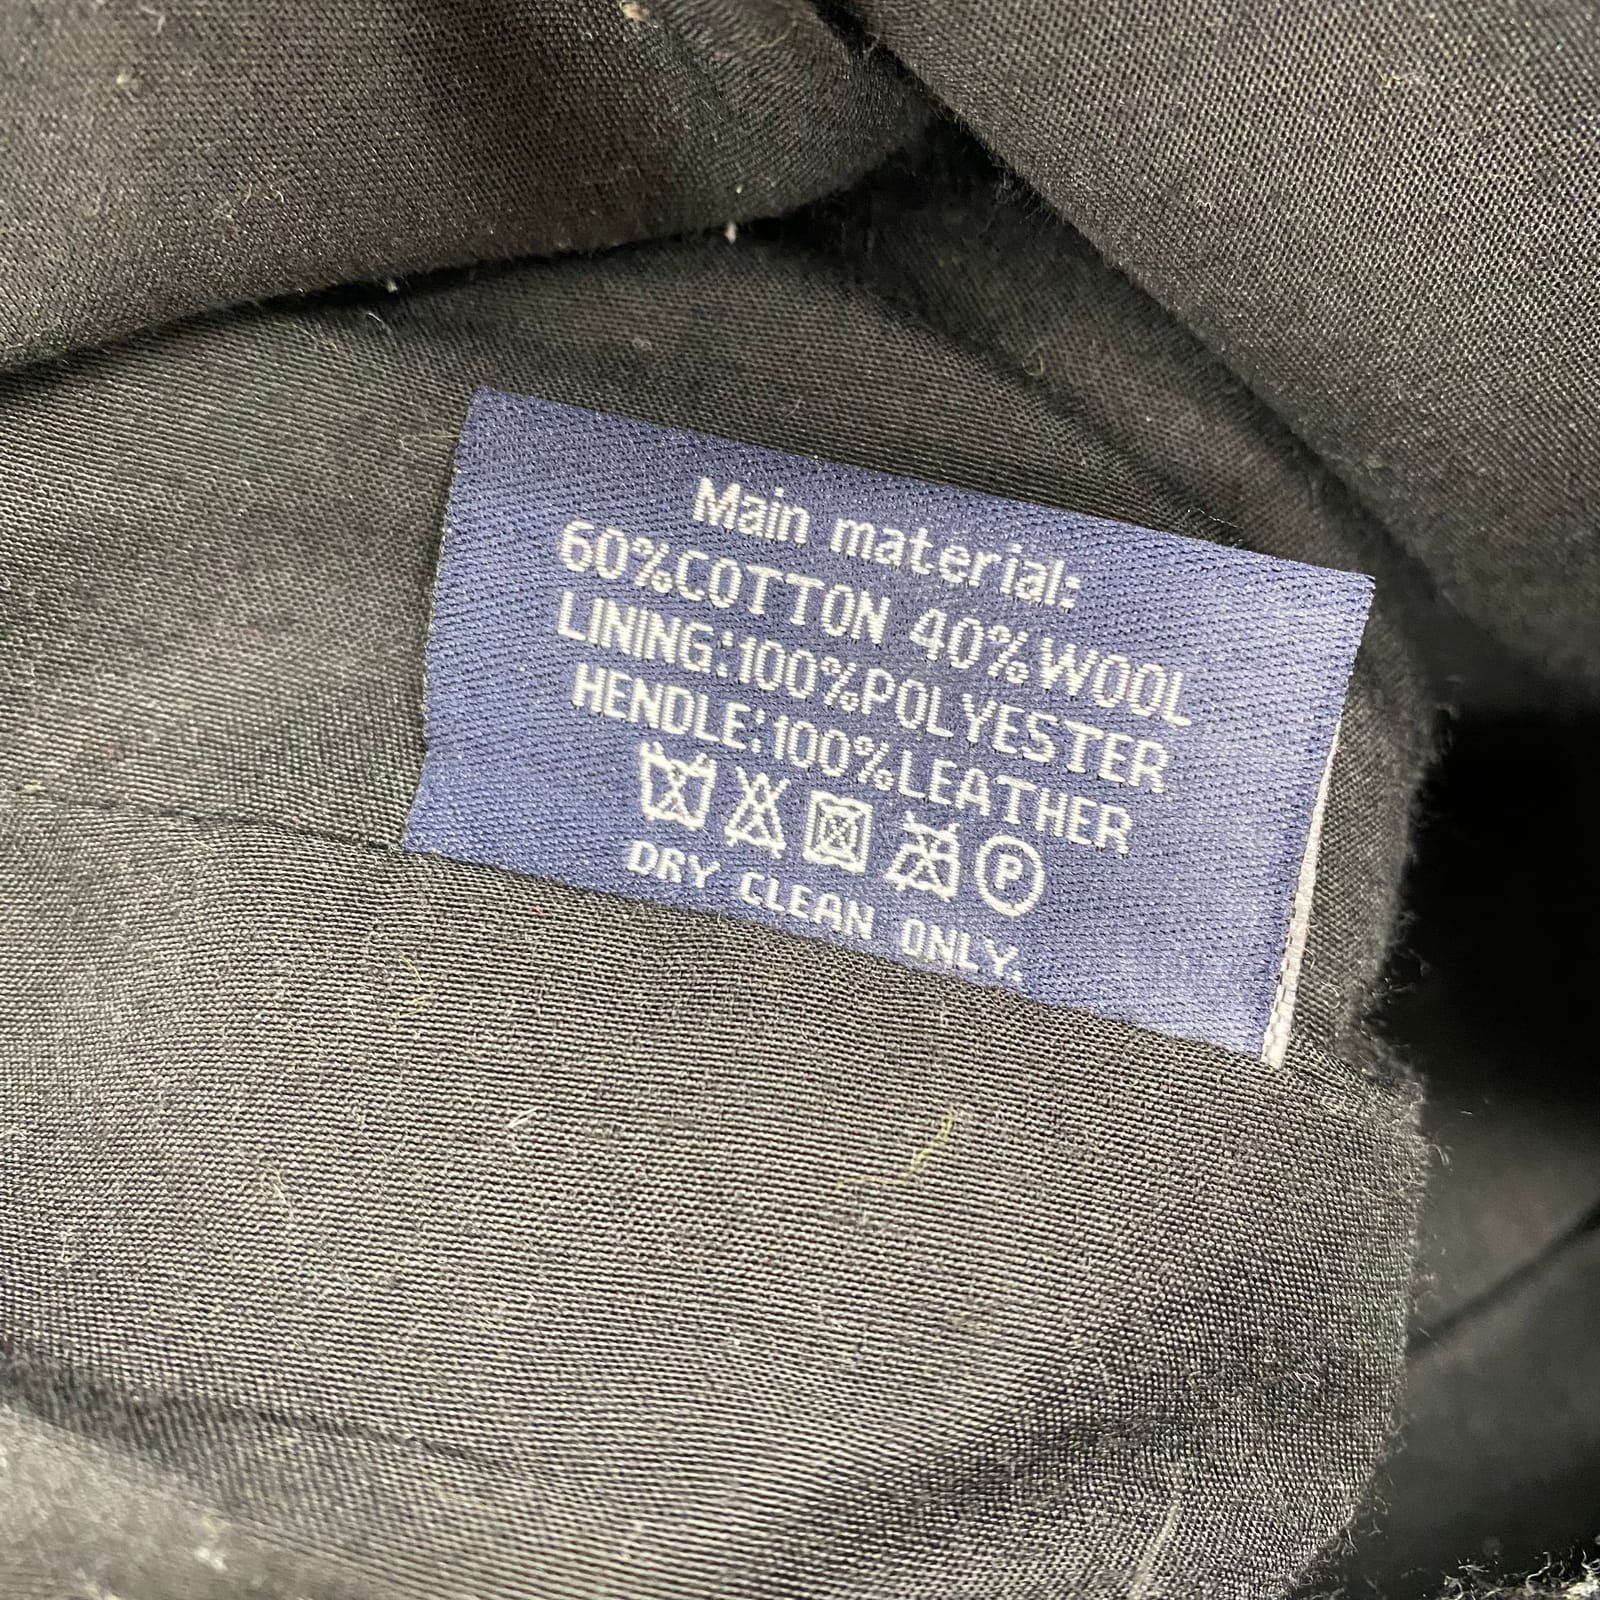 Main material:
60%COTTON 40%WOOL
LINING:100%POLYESTER
HENDLE:100%LEATHER
P
DRY CLEAN ONLY.